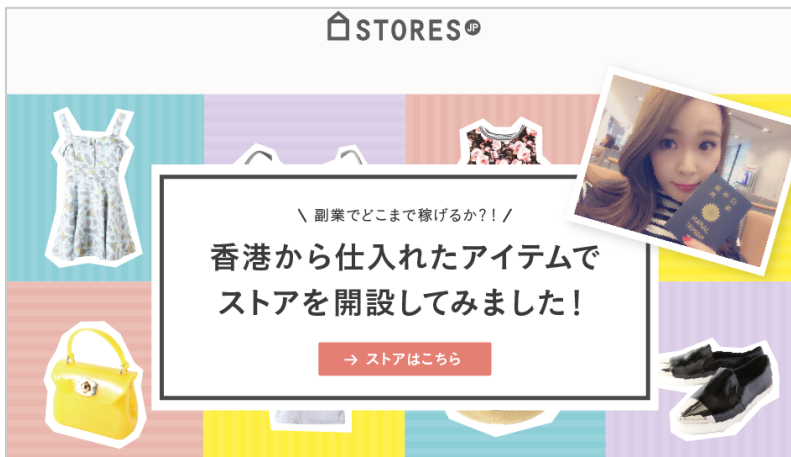 STORES JP
\ 副業でどこまで稼げるか?! /
香港から仕入れたアイテムで
ストアを開設してみました!
→ ストアはこちら